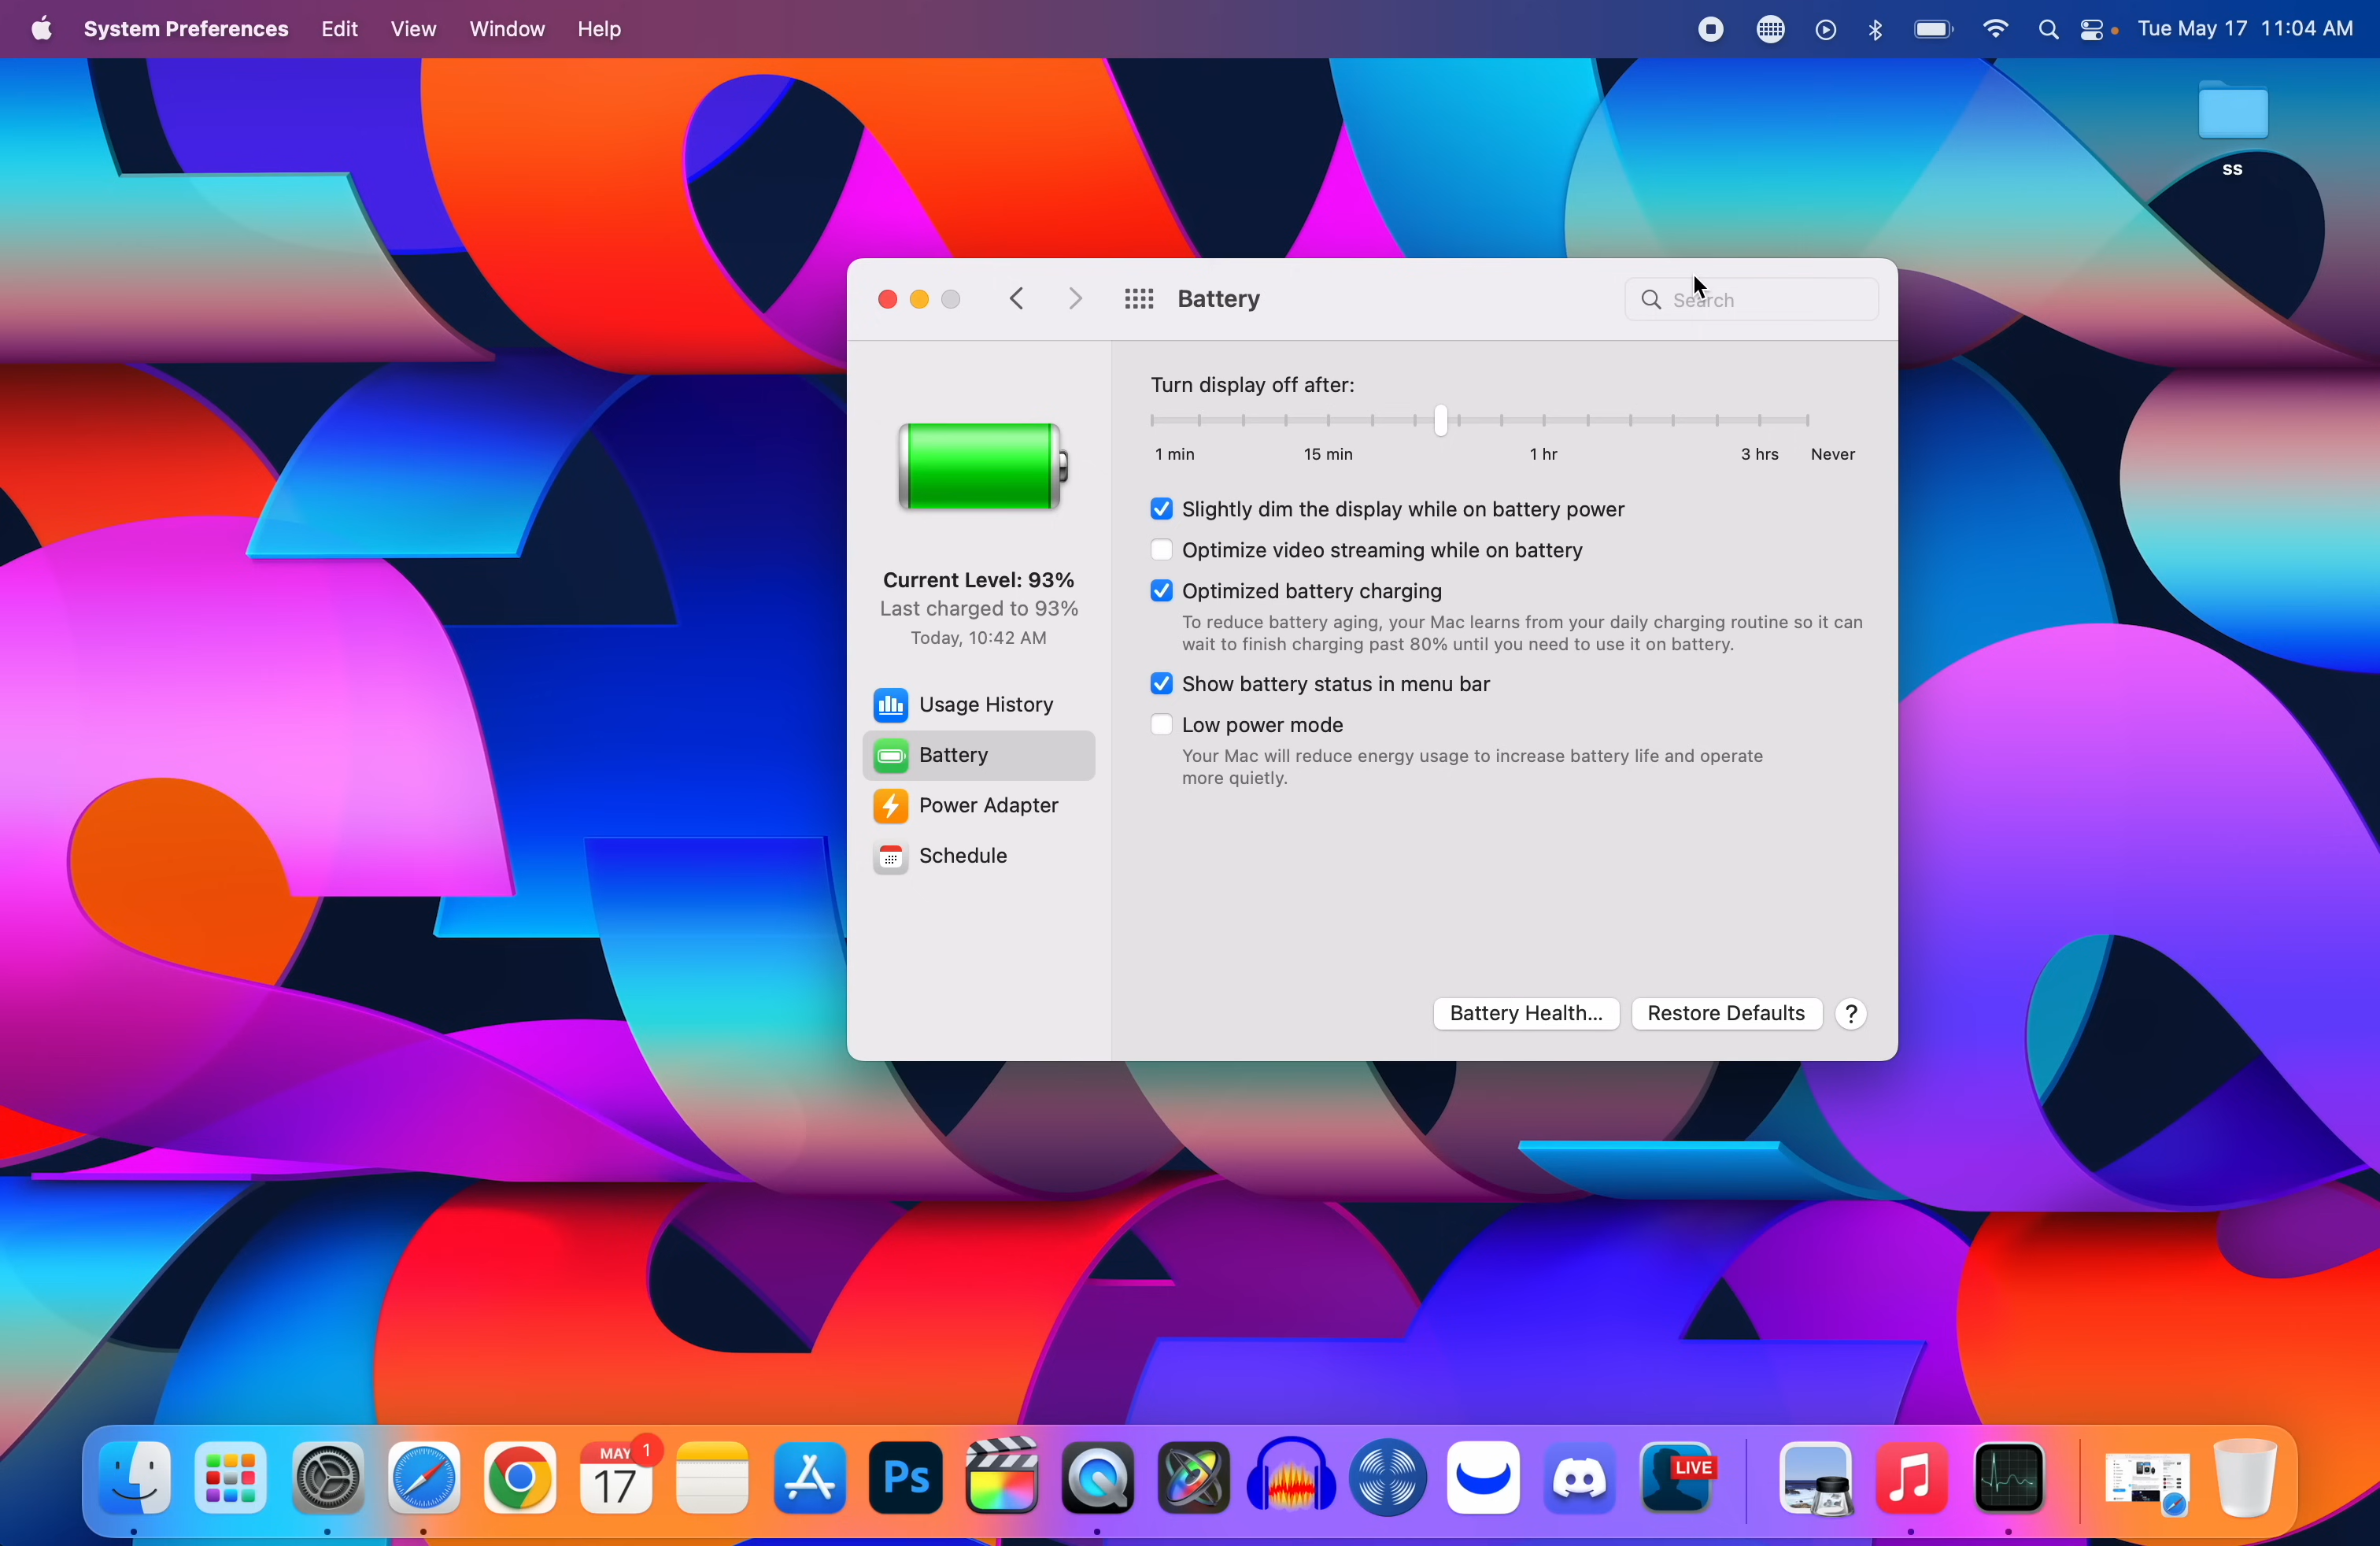 System Preferences Edit View Window Help Tue May 17 11:04 AM
ss
Battery
Search
Turn display off after:
1 min 15 min 1 hr 3 hrs Never
Slightly dim the display while on battery power
Optimize video streaming while on battery
Optimized battery charging
To reduce battery aging, your Mac learns from your daily charging routine so it can
wait to finish charging past 80% until you need to use it on battery.
Show battery status in menu bar
Low power mode
Your Mac will reduce energy usage to increase battery life and operate
more quietly.
Current Level: 93%
Last charged to 93%
Today, 10:42 AM
Usage History
Battery
Power Adapter
Schedule
Battery Health... Restore Defaults ?
MAY 1
17
Ps
LIVE